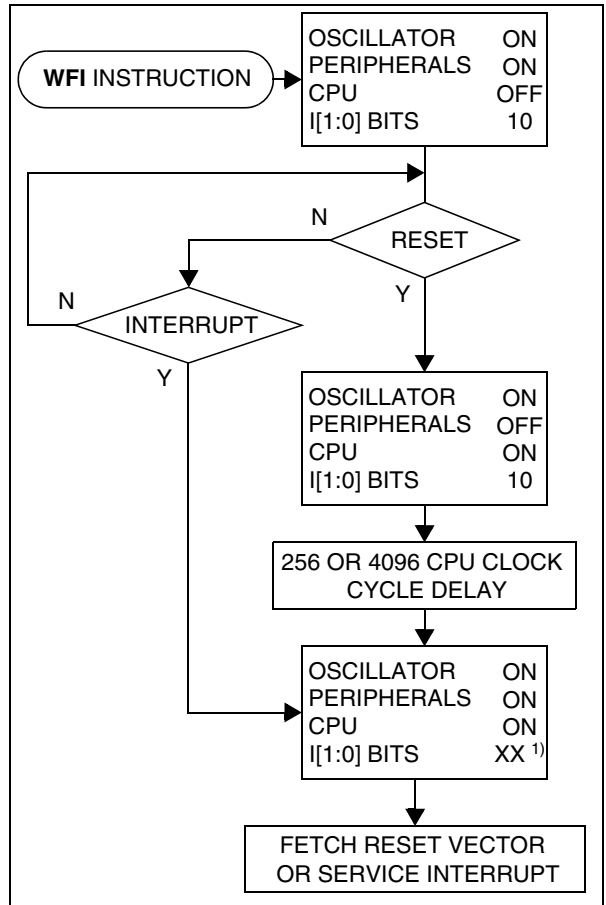 WFI INSTRUCTION
OSCILLATOR ON
PERIPHERALS ON
CPU OFF
I[1:0] BITS 10
N
RESET
Y
N
INTERRUPT
Y
OSCILLATOR ON
PERIPHERALS OFF
CPU ON
I[1:0] BITS 10
256 OR 4096 CPU CLOCK
CYCLE DELAY
OSCILLATOR ON
PERIPHERALS ON
CPU ON
I[1:0] BITS XX 1)
FETCH RESET VECTOR
OR SERVICE INTERRUPT